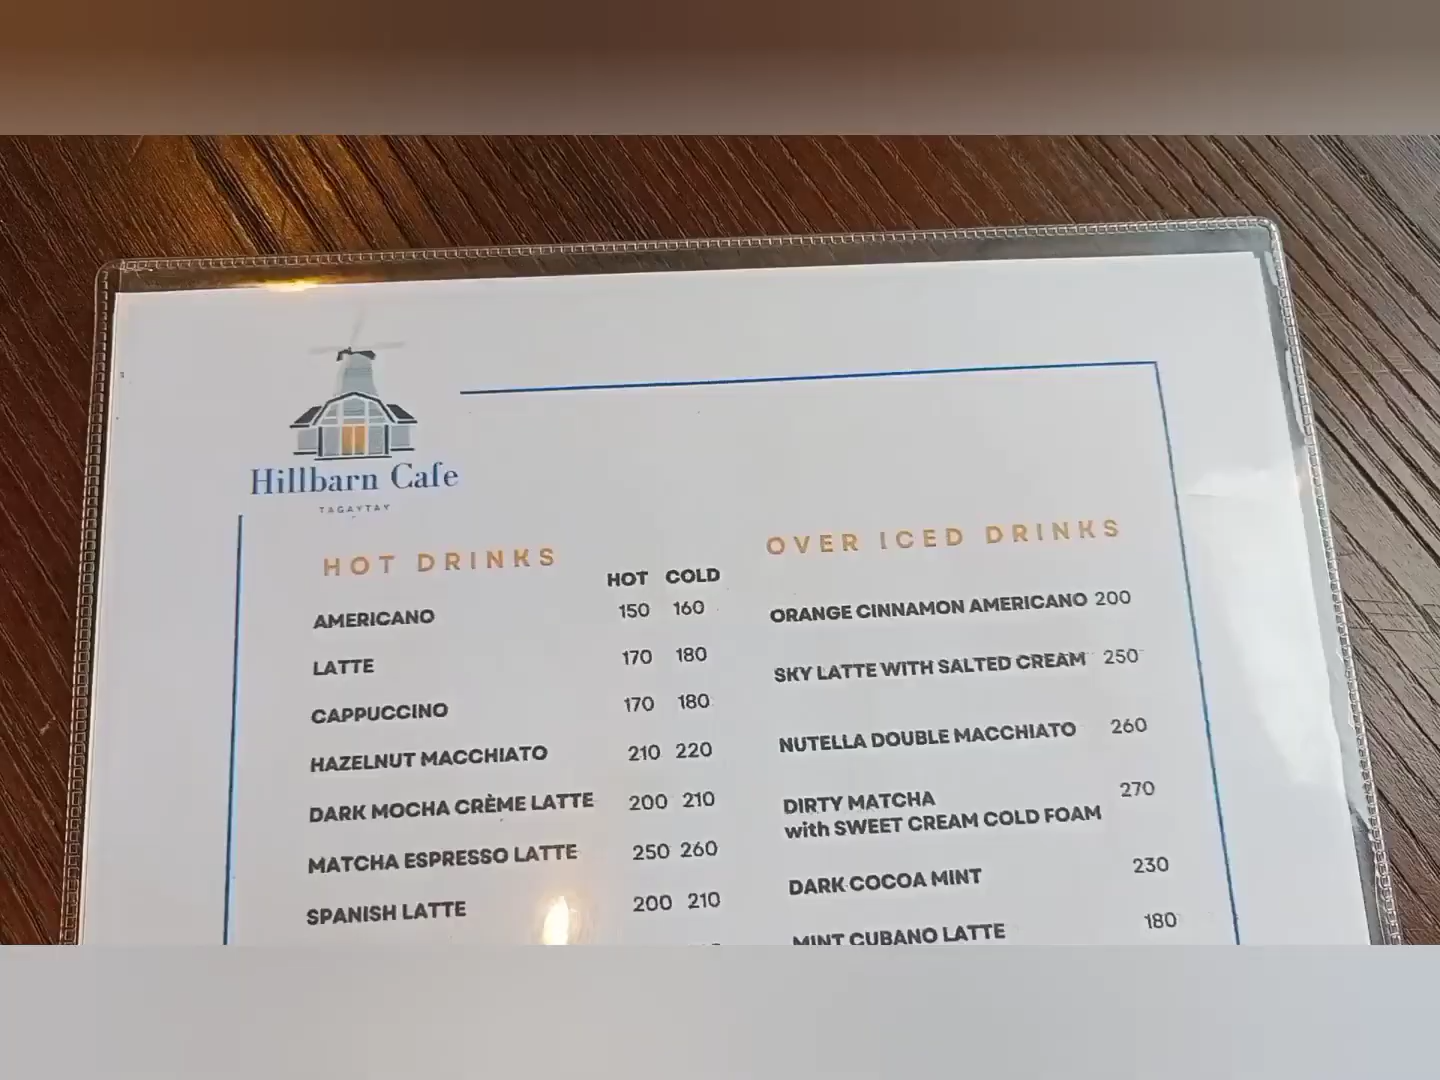 Hillbarn Cafe
TAGAYTAY
HOT DRINKS
HOT COLD
AMERICANO 150 160
LATTE 170 180
CAPPUCCINO 170 180
HAZELNUT MACCHIATO 210 220
DARK MOCHA CRÈME LATTE 200 210
MATCHA ESPRESSO LATTE 250 260
SPANISH LATTE 200 210
OVER ICED DRINKS
ORANGE CINNAMON AMERICANO 200
SKY LATTE WITH SALTED CREAM 250
NUTELLA DOUBLE MACCHIATO 260
DIRTY MATCHA 270
with SWEET CREAM COLD FOAM
DARK COCOA MINT 230
MINT CUBANO LATTE 180